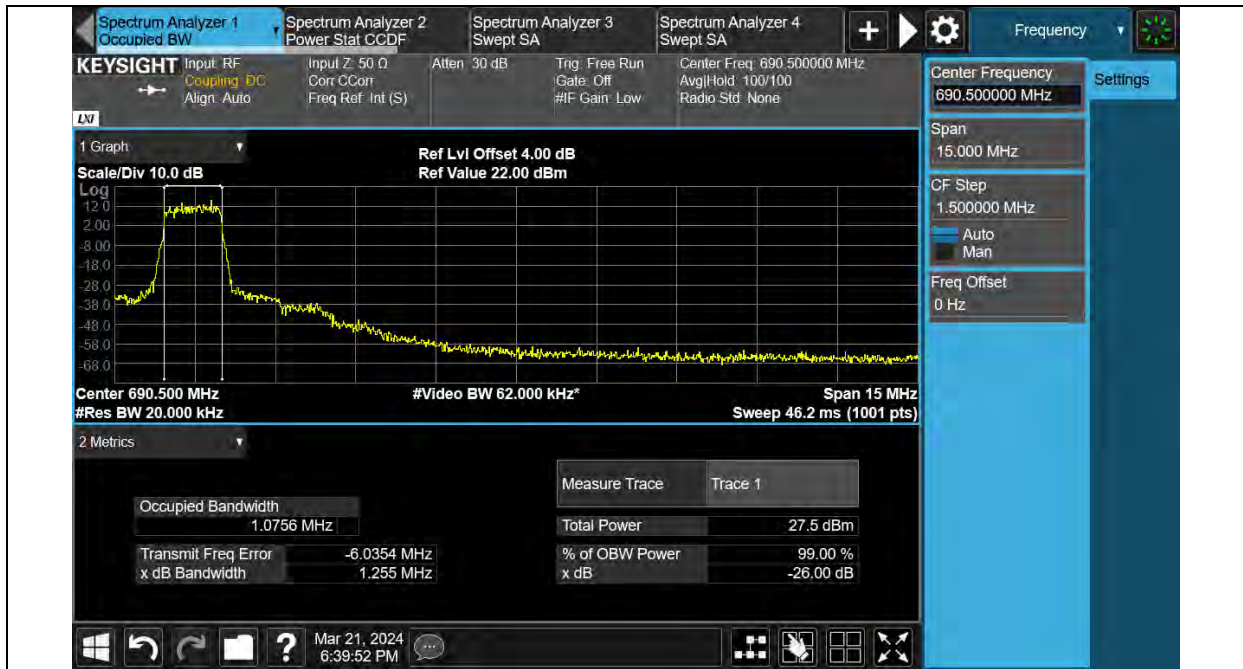 Spectrum Analyzer 1
Occupied BW
Spectrum Analyzer 2
Power Stat CCDF
Spectrum Analyzer 3
Swept SA
Spectrum Analyzer 4
Swept SA
Frequency
KEYSIGHT
Input: RF
Coupling: DC
Align: Auto
Input Z: 50 Ω
Corr CCorr
Freq Ref: Int (S)
Atten: 30 dB
Trig: Free Run
Gate: Off
#IF Gain: Low
Center Freq: 690.500000 MHz
Avg|Hold: 100/100
Radio Std: None
LXI
Center Frequency
690.500000 MHz
Settings
Span
15.000 MHz
CF Step
1.500000 MHz
Auto
Man
Freq Offset
0 Hz
1 Graph
Scale/Div 10.0 dB
Ref Lvl Offset 4.00 dB
Ref Value 22.00 dBm
Log
12.0
2.00
-8.00
-18.0
-28.0
-38.0
-48.0
-58.0
-68.0
Center 690.500 MHz
#Video BW 62.000 kHz*
Span 15 MHz
#Res BW 20.000 kHz
Sweep 46.2 ms (1001 pts)
2 Metrics
Measure Trace
Trace 1
Occupied Bandwidth
1.0756 MHz
Total Power
27.5 dBm
Transmit Freq Error
-6.0354 MHz
% of OBW Power
99.00 %
x dB Bandwidth
1.255 MHz
x dB
-26.00 dB
?
Mar 21, 2024
6:39:52 PM